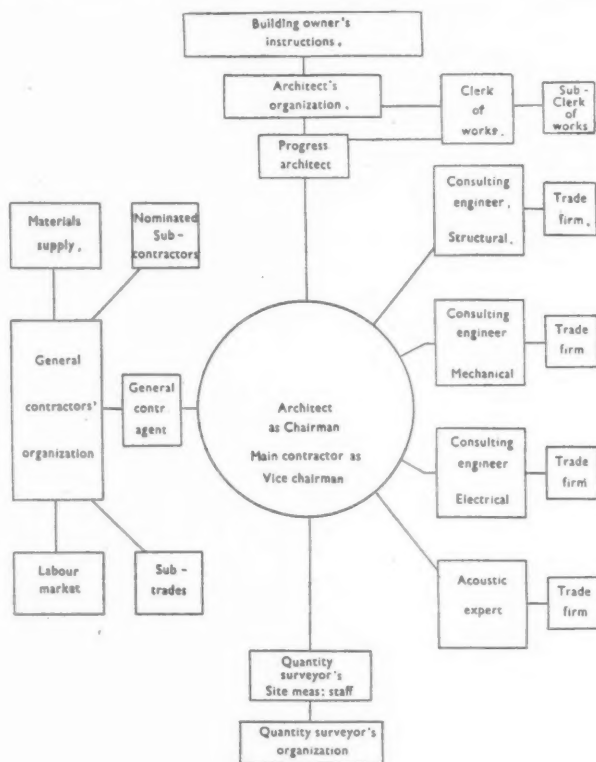 Building owner's
instructions.
Architect's
organization.
Clerk
of
works.
Sub -
Clerk
of
works
Progress
architect
Consulting
engineer.
Structural.
Trade
firm.
Materials
supply.
Nominated
Sub -
contractors
Consulting
engineer
Mechanical
Trade
firm
General
contractors'
organization
General
contr
agent
Architect
as Chairman
Main contractor as
Vice chairman
Consulting
engineer
Electrical
Trade
firm
Labour
market
Sub -
trades
Acoustic
expert
Trade
firm
Quantity
surveyor's
Site meas: staff
Quantity surveyor's
organization